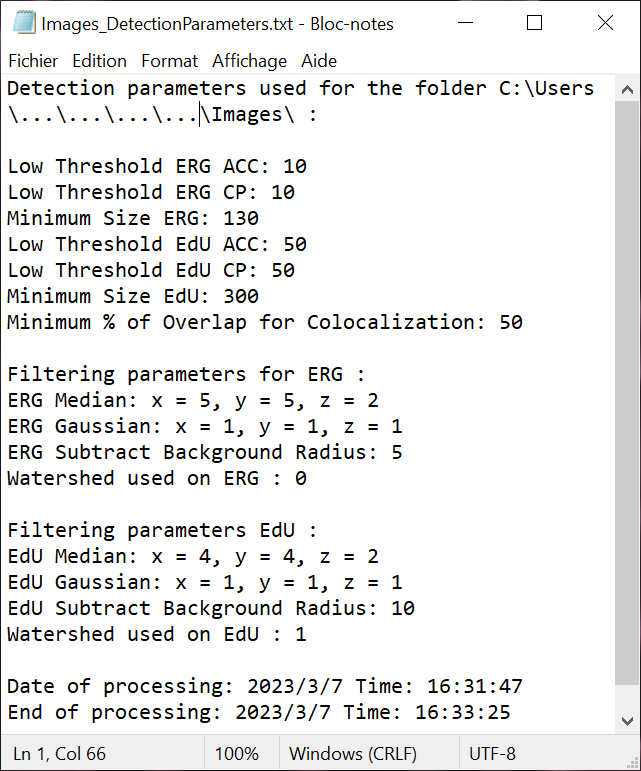 Images_DetectionParameters.txt - Bloc-notes
Fichier Edition Format Affichage Aide
Detection parameters used for the folder C:\Users
\...\...\...\...\Images\ :
Low Threshold ERG ACC: 10
Low Threshold ERG CP: 10
Minimum Size ERG: 130
Low Threshold EdU ACC: 50
Low Threshold EdU CP: 50
Minimum Size EdU: 300
Minimum % of Overlap for Colocalization: 50
Filtering parameters for ERG :
ERG Median: x = 5, y = 5, z = 2
ERG Gaussian: x = 1, y = 1, z = 1
ERG Subtract Background Radius: 5
Watershed used on ERG : 0
Filtering parameters EdU :
EdU Median: x = 4, y = 4, z = 2
EdU Gaussian: x = 1, y = 1, z = 1
EdU Subtract Background Radius: 10
Watershed used on EdU : 1
Date of processing: 2023/3/7 Time: 16:31:47
End of processing: 2023/3/7 Time: 16:33:25
Ln 1, Col 66 100% Windows (CRLF) UTF-8